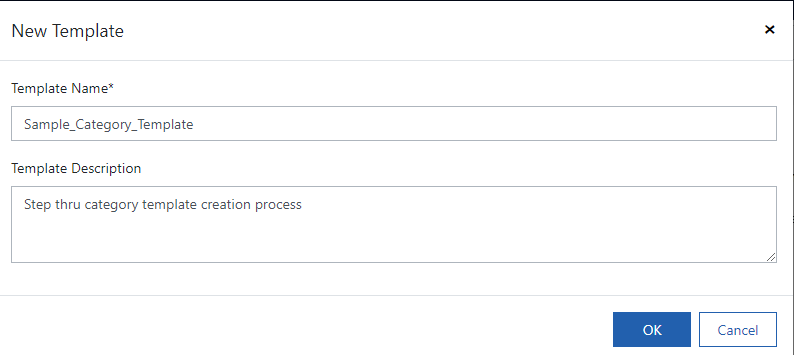 New Template
×
Template Name*
Sample_Category_Template
Template Description
Step thru category template creation process
OK
Cancel